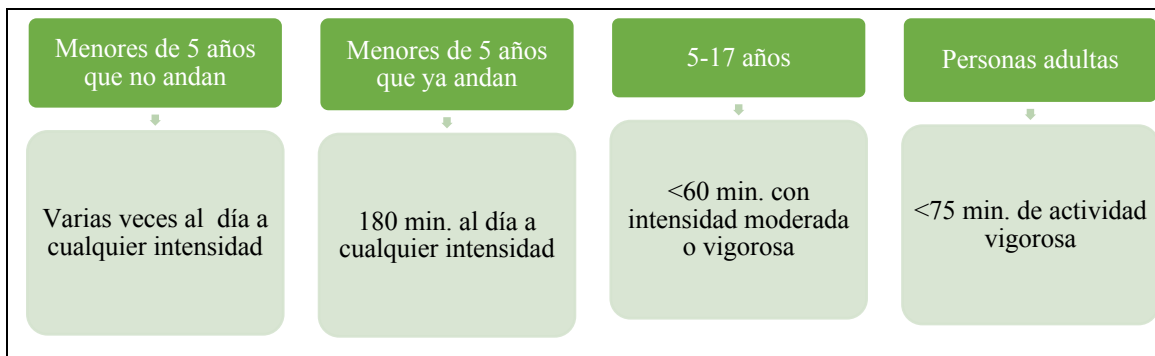 Menores de 5 años
que no andan
Varias veces al día a
cualquier intensidad
Menores de 5 años
que ya andan
180 min. al día a
cualquier intensidad
5-17 años
<60 min. con
intensidad moderada
o vigorosa
Personas adultas
<75 min. de actividad
vigorosa